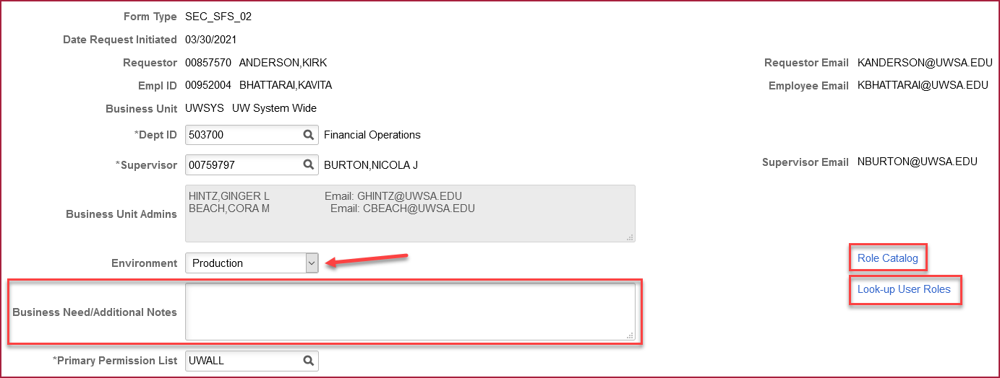 Form Type SEC_SFS_02
Date Request Initiated 03/30/2021
Requestor 00857570 ANDERSON,KIRK Requestor Email KANDERSON@UWSA.EDU
Empl ID 00952004 BHATTARAI,KAVITA Employee Email KBHATTARAI@UWSA.EDU
Business Unit UWSYS UW System Wide
*Dept ID 503700 Financial Operations
*Supervisor 00759797 BURTON,NICOLA J Supervisor Email NBURTON@UWSA.EDU
HINTZ,GINGER L Email: GHINTZ@UWSA.EDU
BEACH,CORA M Email: CBEACH@UWSA.EDU
Business Unit Admins
Environment Production Role Catalog
Look-up User Roles
Business Need/Additional Notes
*Primary Permission List UWALL